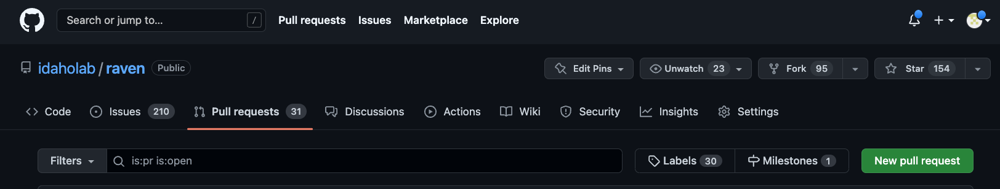 Search or jump to... / Pull requests Issues Marketplace Explore
idaholab / raven Public Edit Pins Unwatch 23 Fork 95 Star 154
Code Issues 210 Pull requests 31 Discussions Actions Wiki Security Insights Settings
Filters is:pr is:open Labels 30 Milestones 1 New pull request